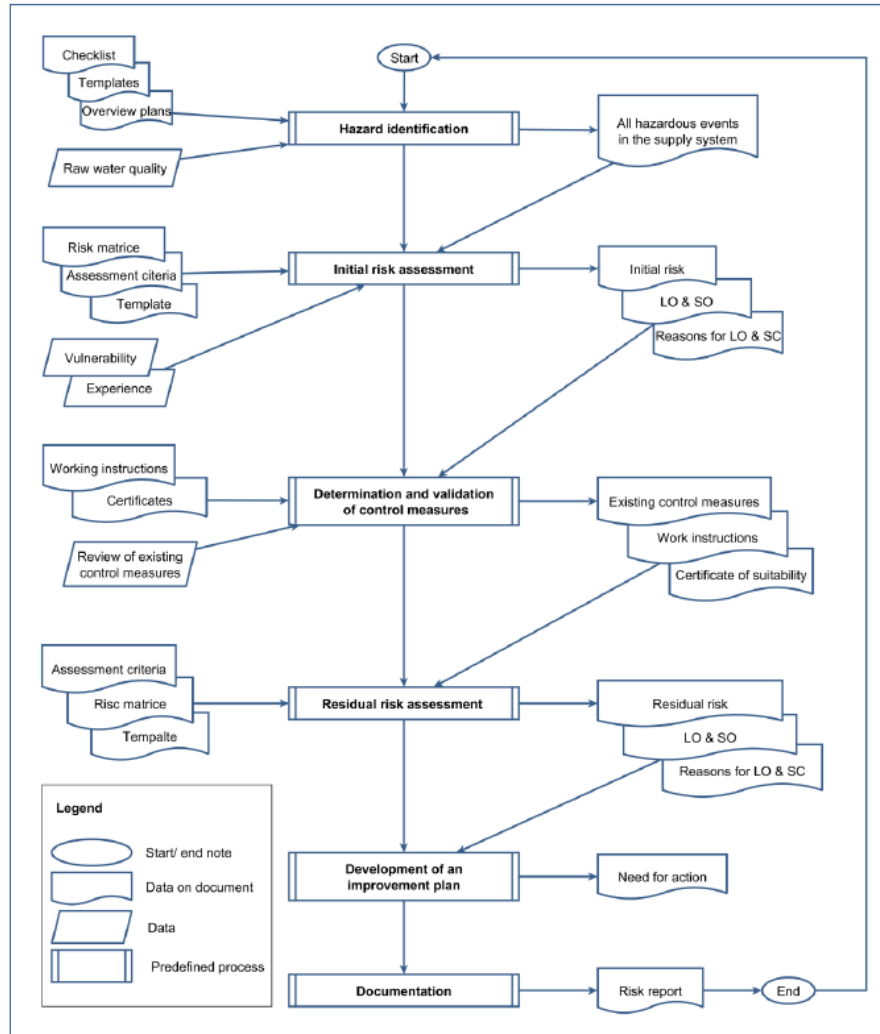 Start
Checklist
Templates
Overview plans
Raw water quality
Hazard identification
All hazardous events
in the supply system
Risk matrice
Assessment citeria
Template
Vulnerability
Experience
Initial risk assessment
Initial risk
LO & SO
Reasons for LO & SC
Working instructions
Certificates
Review of existing
control measures
Determination and validation
of control measures
Existing control measures
Work instructions
Certificate of suitability
Assessment criteria
Risc matrice
Tempalte
Residual risk assessment
Residual risk
LO & SO
Reasons for LO & SC
Development of an
improvement plan
Need for action
Documentation
Risk report
End
Legend
Start/ end note
Data on document
Data
Predefined process